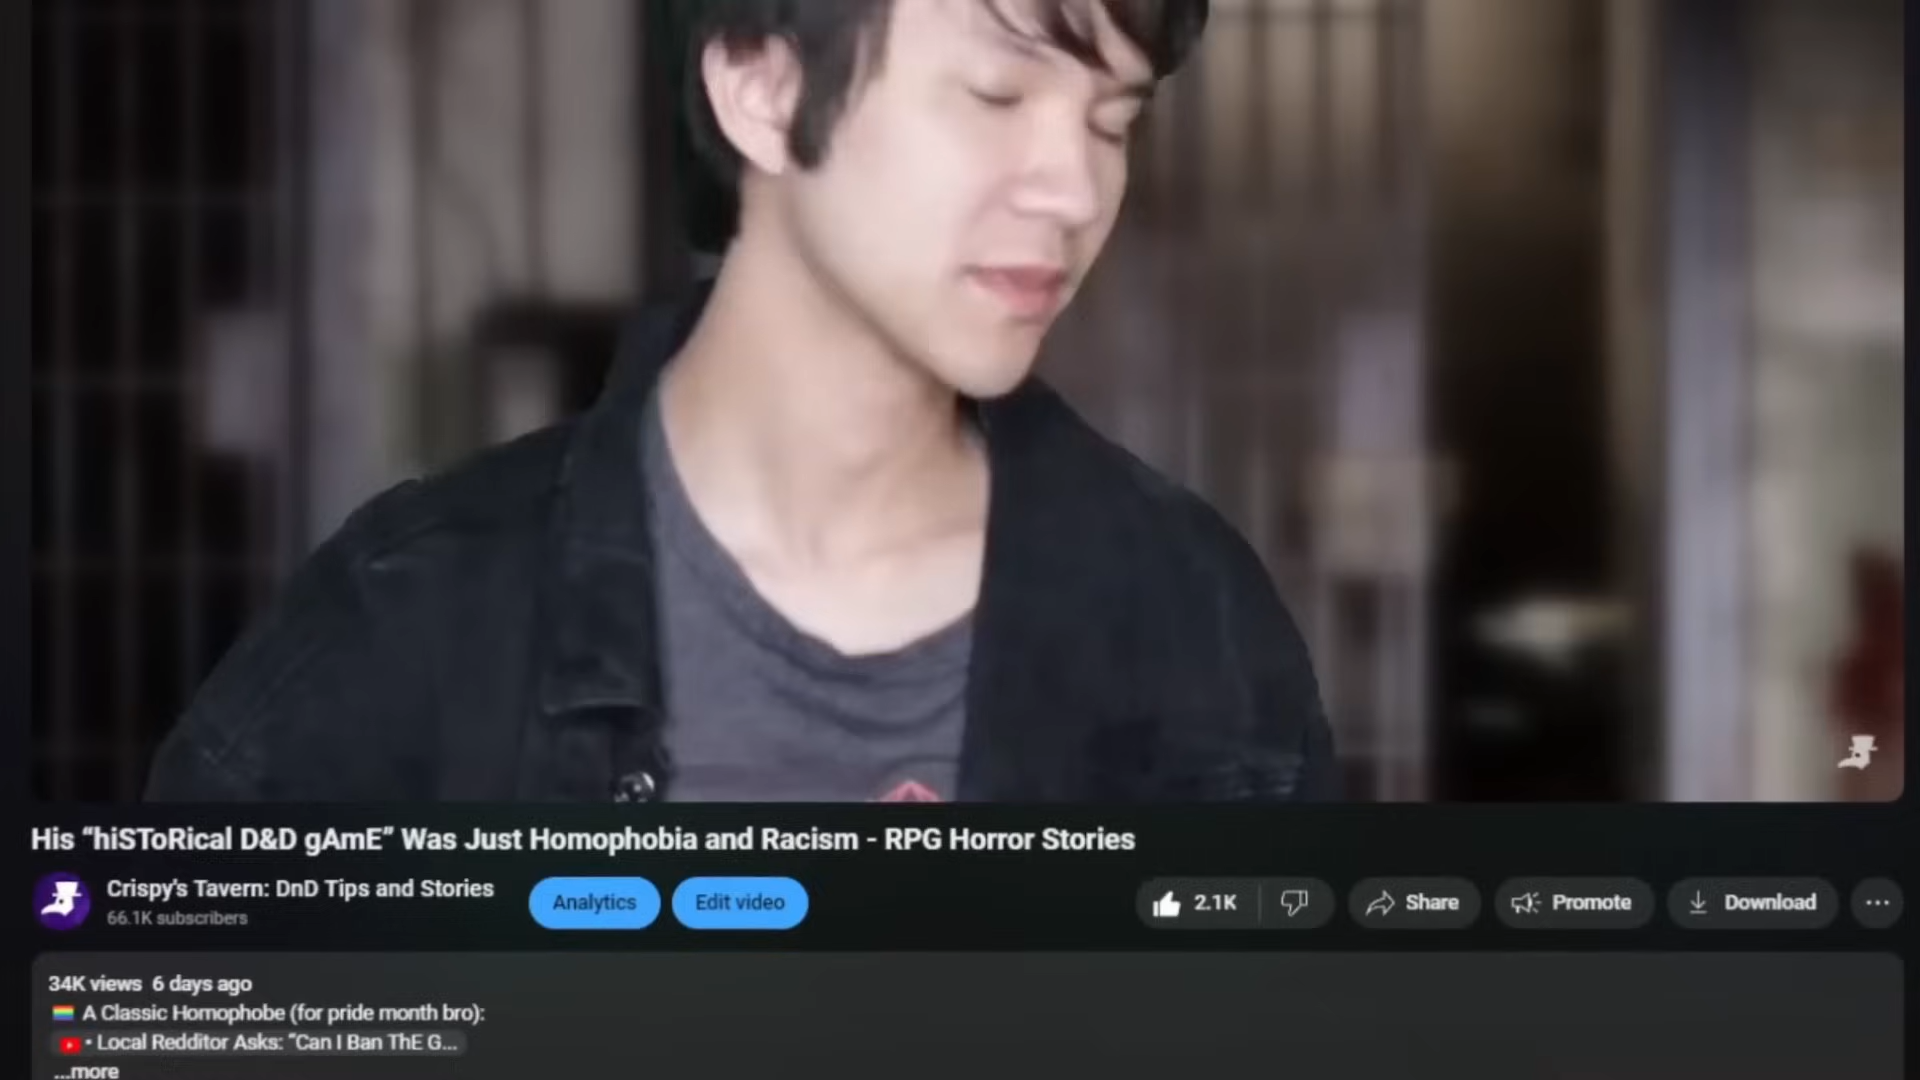 His “hiSToRical D&D gAmE” Was Just Homophobia and Racism - RPG Horror Stories
Crispy's Tavern: DnD Tips and Stories
66.1K subscribers
Analytics
Edit video
2.1K
Share
Promote
Download
34K views 6 days ago
A Classic Homophobe (for pride month bro):
• Local Redditor Asks: “Can I Ban ThE G...
...more